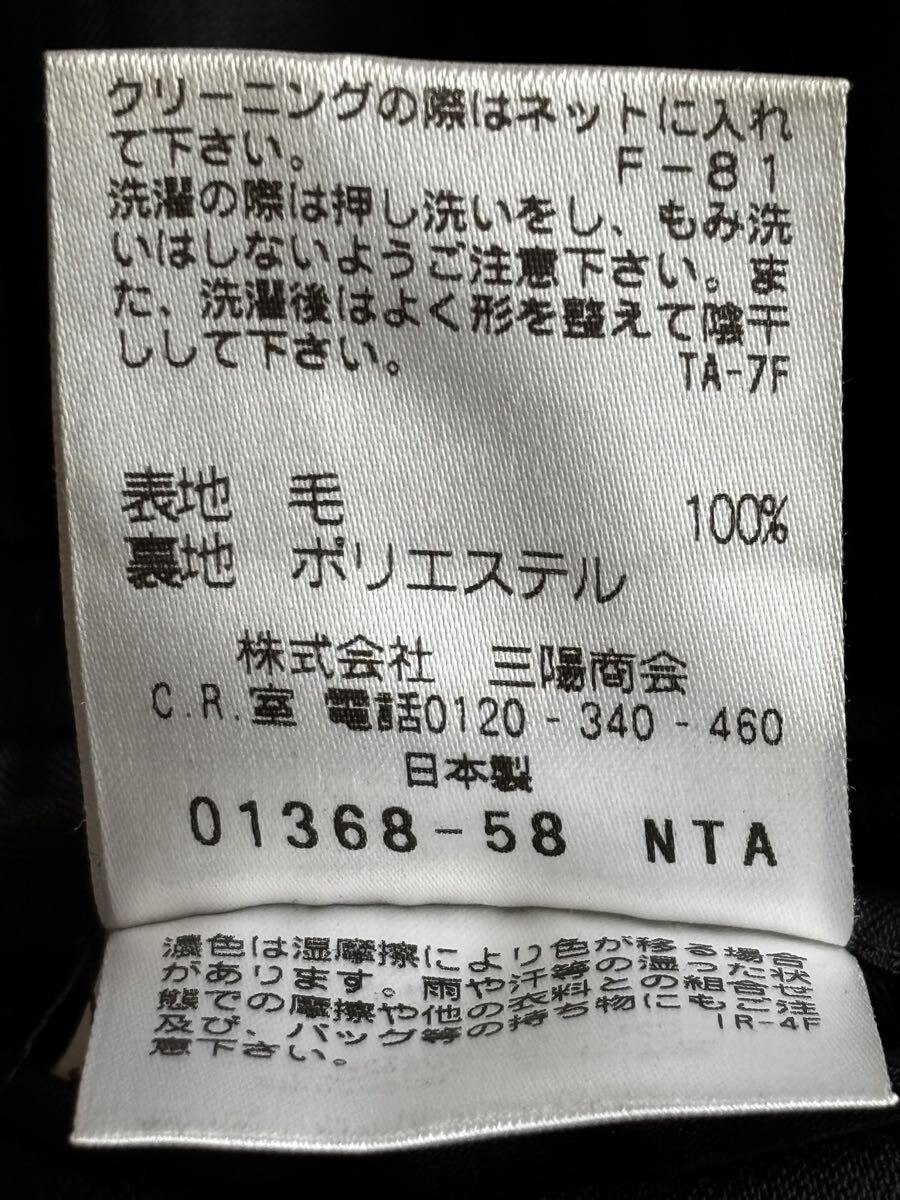 クリーニングの際はネットに入れ
て下さい。 F-81
洗濯の際は押し洗いをし、もみ洗
いはしないようご注意下さい。ま
た、洗濯後はよく形を整えて陰干
しして下さい。 TA-7F
表地 毛 100%
裏地 ポリエステル
株式会社 三陽商会
C.R.室 電話0120-340-460
日本製
01368-58 NTA
濃色は湿摩擦により色が移る場合
があります。雨や汗等の湿った状
態での摩擦や他の衣料との組合せ
及び、バッグ等の持ち物にもご注
意下さい。 IR-4F